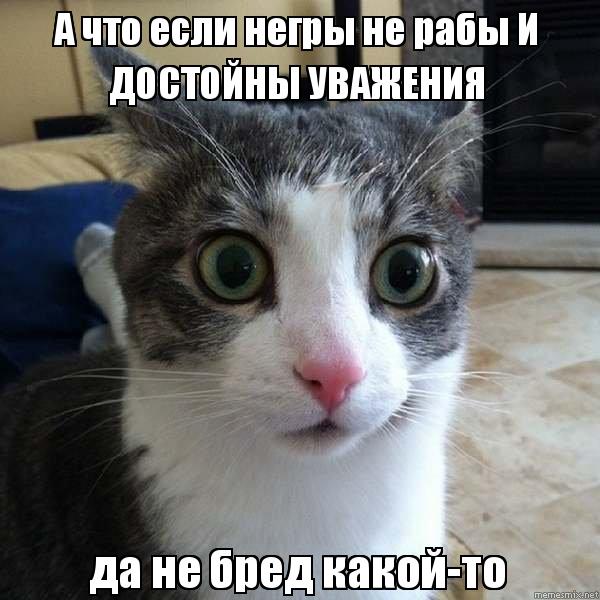 А что если негры не рабы И
ДОСТОЙНЫ УВАЖЕНИЯ
да не бред какой-то
memesmix.net